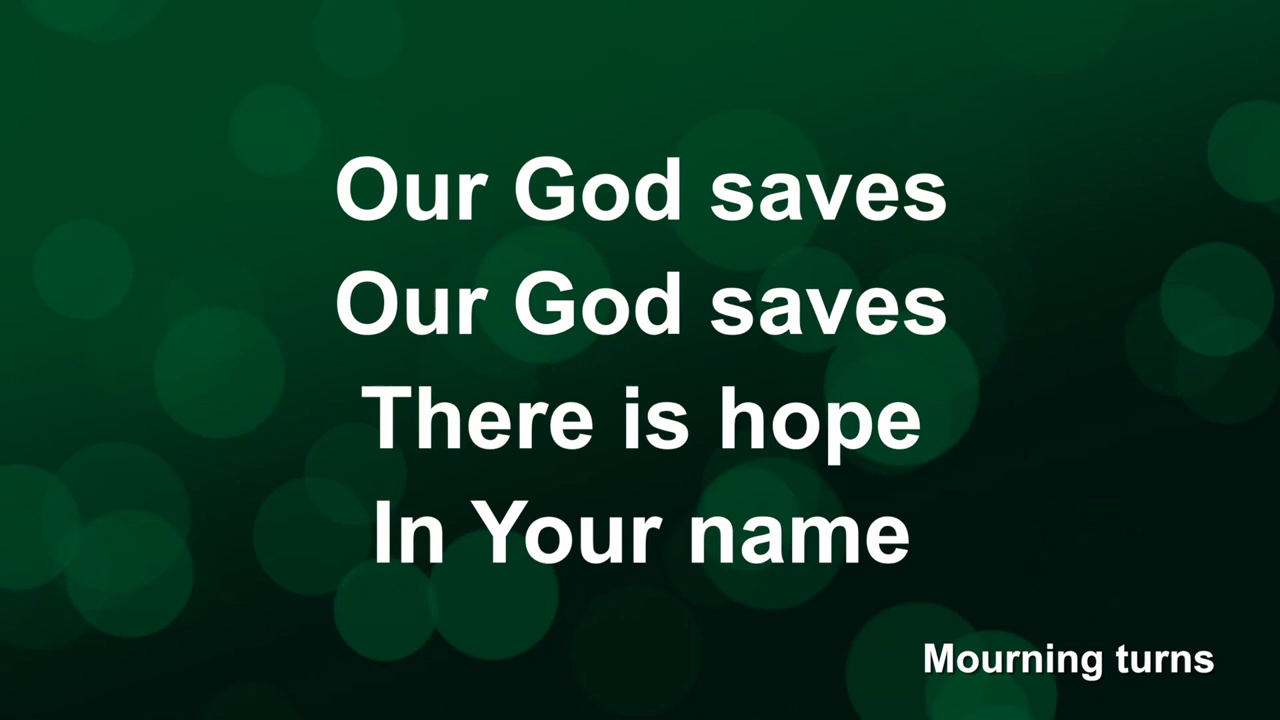 Our God saves
Our God saves
There is hope
In Your name
Mourning turns